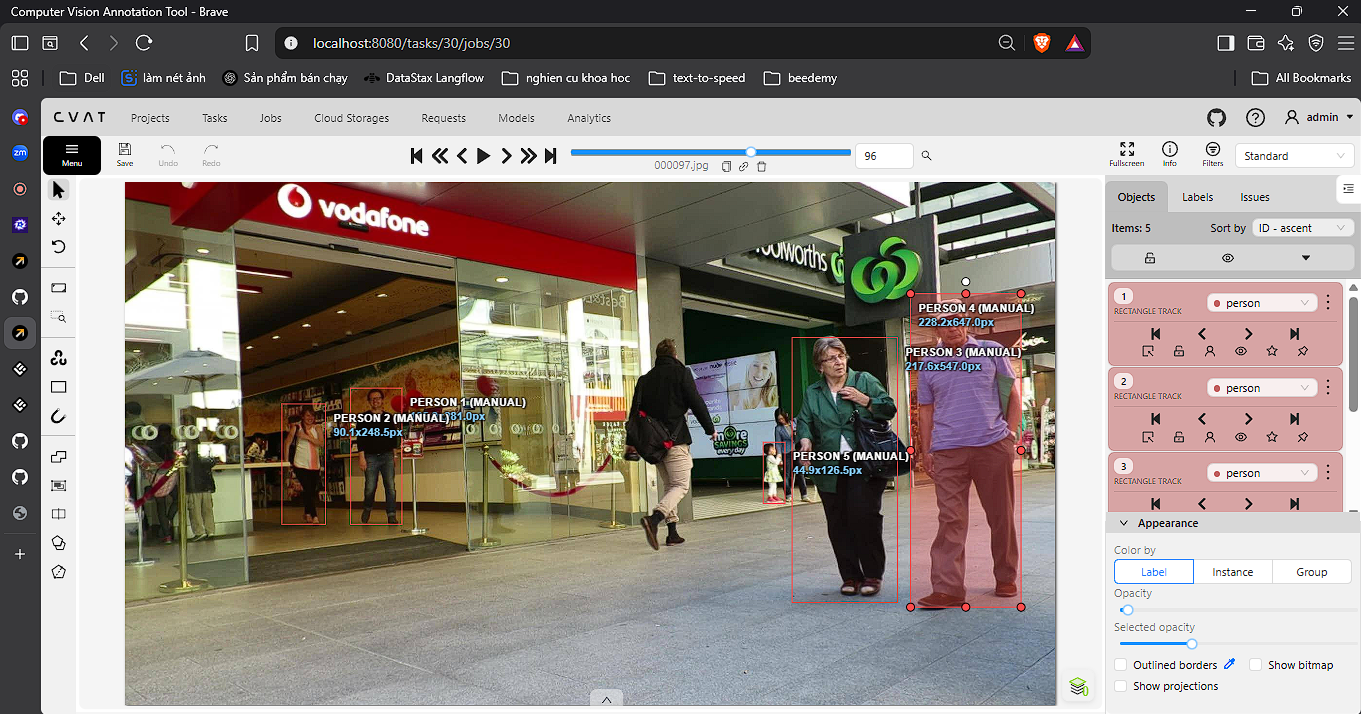 Computer Vision Annotation Tool - Brave
localhost:8080/tasks/30/jobs/30
Dell
làm nét ảnh
Sản phẩm bán chạy
DataStax Langflow
nghien cu khoa hoc
text-to-speed
beedemy
All Bookmarks
zm
CVAT
Projects
Tasks
Jobs
Cloud Storages
Requests
Models
Analytics
admin
Menu
Save
Undo
Redo
000097.jpg
96
Fullscreen
Info
Filters
Standard
vodafone
woolworths
PERSON 4 (MANUAL)
228.2x647.0px
PERSON 3 (MANUAL)
217.6x547.0px
PERSON 1 (MANUAL)
PERSON 2 (MANUAL)
90.1x248.5px
more
SAVINGS
everyday
PERSON 5 (MANUAL)
44.9x126.5px
Objects
Labels
Issues
Items: 5
Sort by
ID - ascent
1
person
RECTANGLE TRACK
2
person
RECTANGLE TRACK
3
person
RECTANGLE TRACK
Appearance
Color by
Label
Instance
Group
Opacity
Selected opacity
Outlined borders
Show bitmap
Show projections